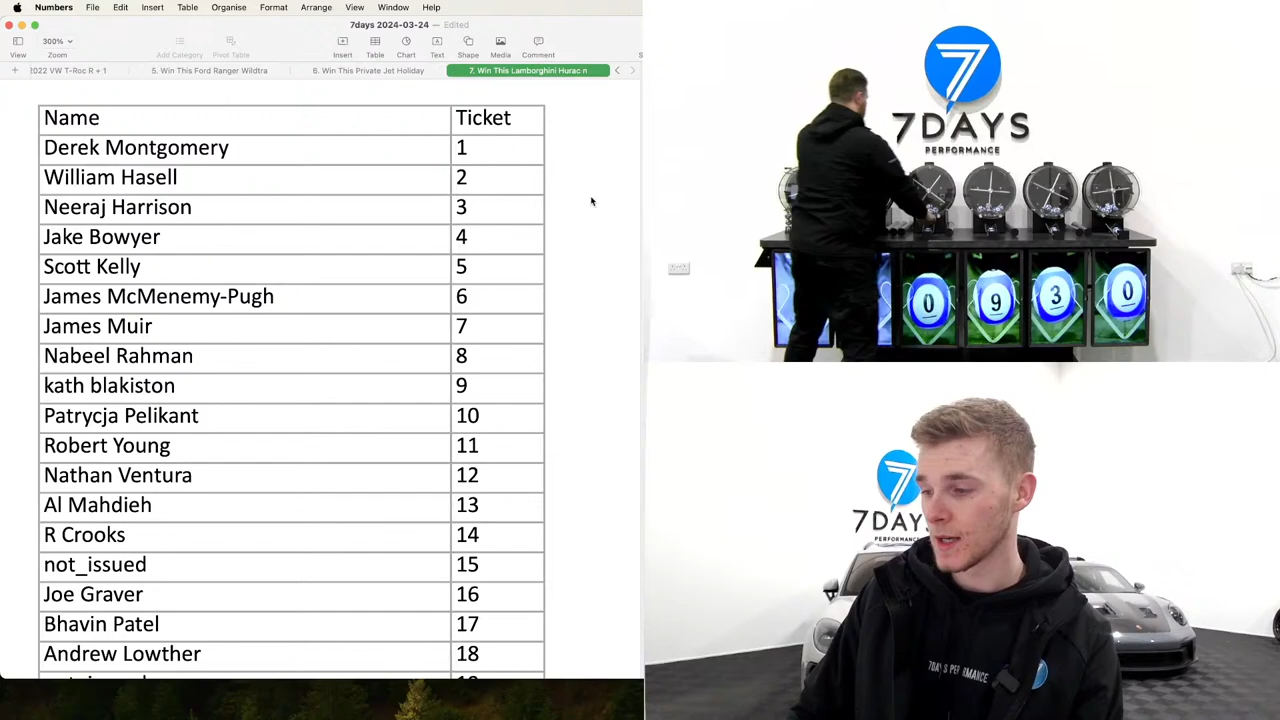 Numbers File Edit Insert Table Organise Format Arrange View Window Help
7days 2024-03-24 — Edited
300%
View Zoom Add Category Pivot Table Insert Table Chart Text Shape Media Comment
2022 VW T-Roc R + 1 5. Win This Ford Ranger Wildtra 6. Win This Private Jet Holiday 7. Win This Lamborghini Hurac n
Name Ticket
Derek Montgomery 1
William Hasell 2
Neeraj Harrison 3
Jake Bowyer 4
Scott Kelly 5
James McMenemy-Pugh 6
James Muir 7
Nabeel Rahman 8
kath blakiston 9
Patrycja Pelikant 10
Robert Young 11
Nathan Ventura 12
Al Mahdieh 13
R Crooks 14
not_issued 15
Joe Graver 16
Bhavin Patel 17
Andrew Lowther 18
7
7DAYS
PERFORMANCE
0 9 3 0
7
7DAYS
7DAYS PERFORMANCE